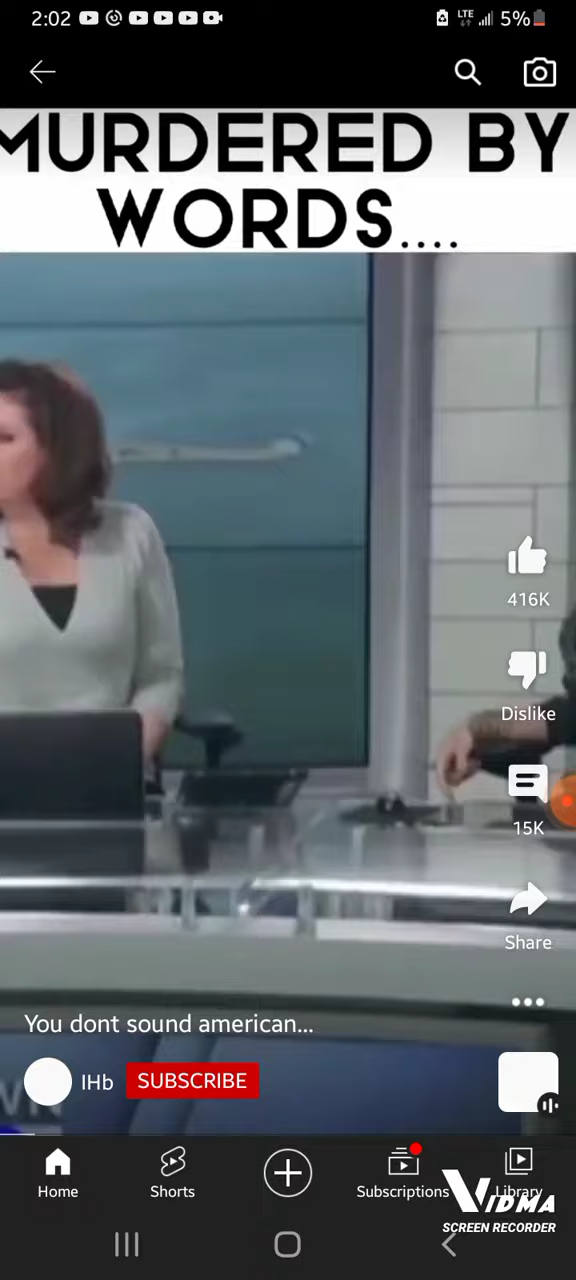 2:02 LTE 5%
MURDERED BY
WORDS....
416K
Dislike
15K
Share
You dont sound american...
IHb SUBSCRIBE
Home Shorts Subscriptions Library
VIDMA
SCREEN RECORDER